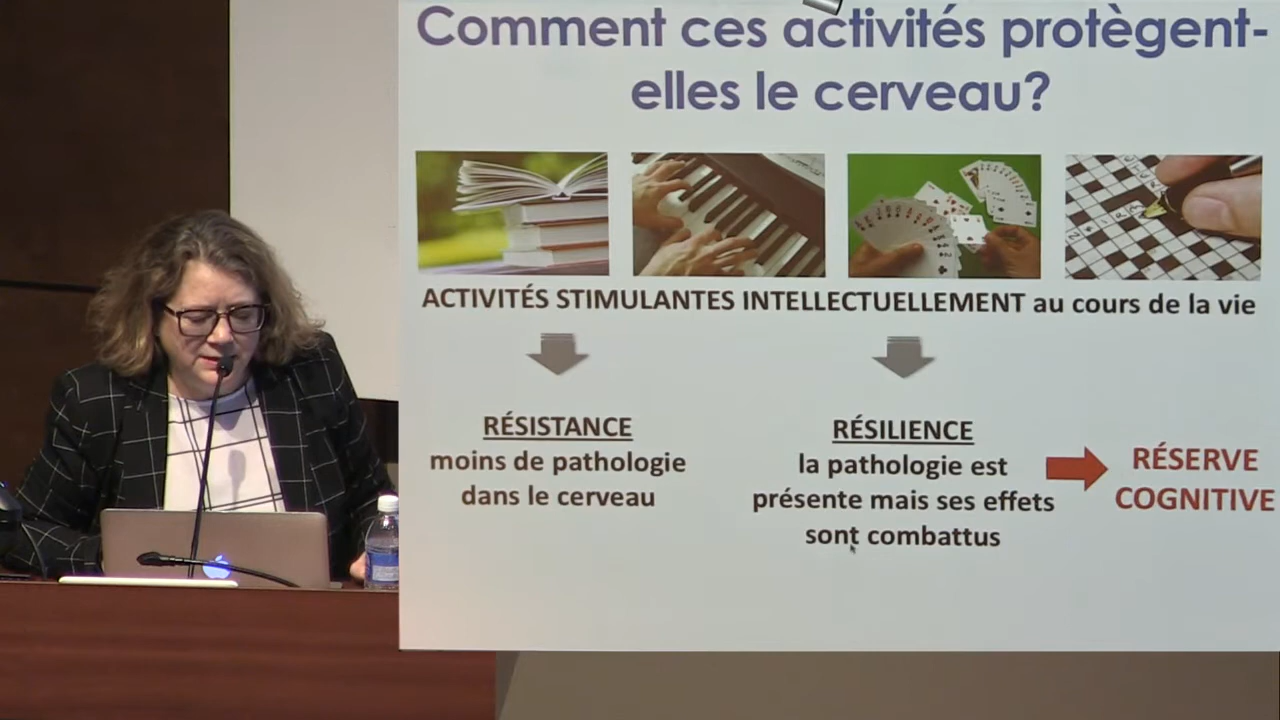 Comment ces activités protègent-
elles le cerveau?
ACTIVITÉS STIMULANTES INTELLECTUELLEMENT au cours de la vie
RÉSISTANCE
moins de pathologie
dans le cerveau
RÉSILIENCE
la pathologie est
présente mais ses effets
sont combattus
RÉSERVE
COGNITIVE